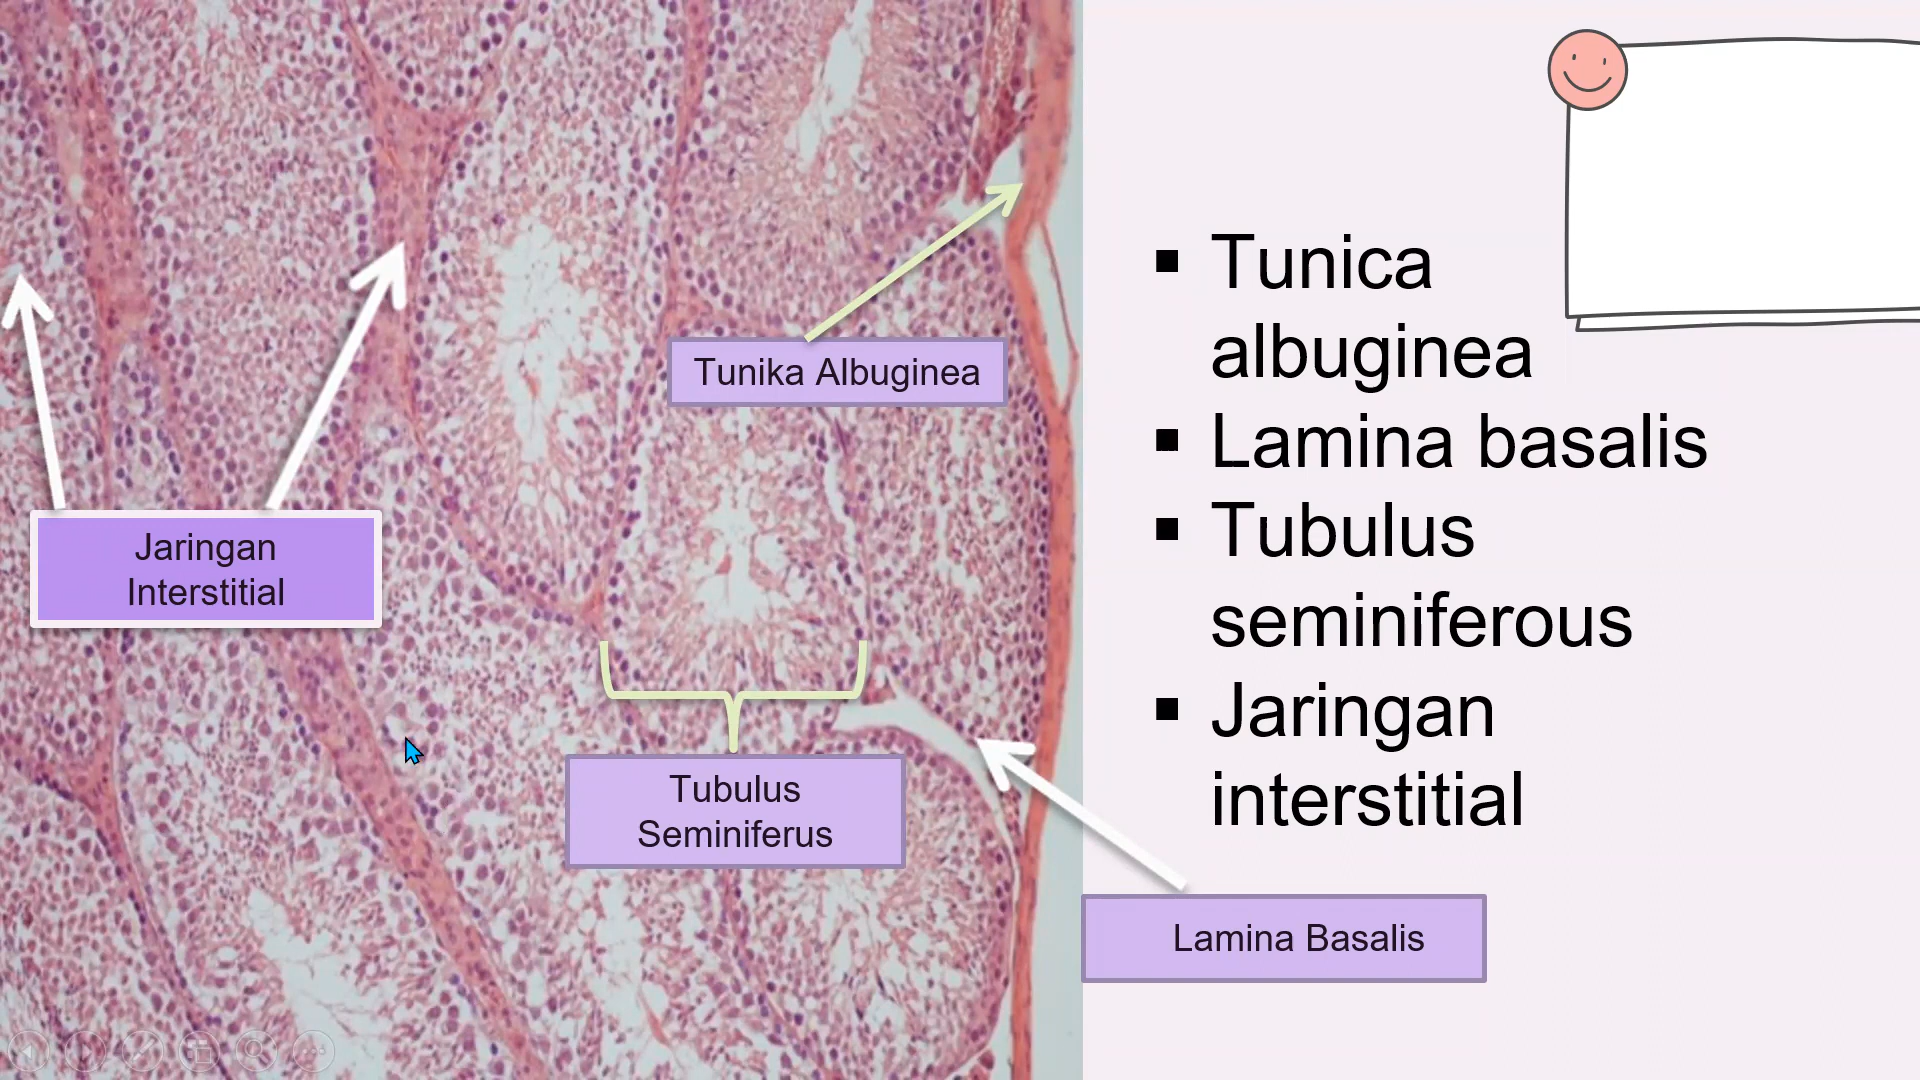 Tunika Albuginea
Jaringan
Interstitial
Tubulus
Seminiferus
Lamina Basalis
▪ Tunica
albuginea
▪ Lamina basalis
▪ Tubulus
seminiferous
▪ Jaringan
interstitial